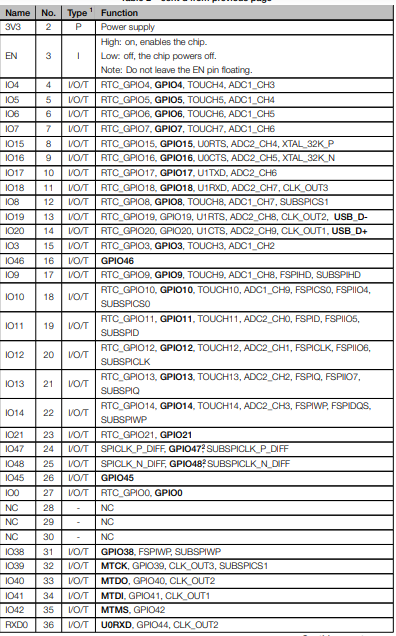 Name No. Type 1 Function
3V3 2 P Power supply
EN 3 I High: on, enables the chip.
Low: off, the chip powers off.
Note: Do not leave the EN pin floating.
IO4 4 I/O/T RTC_GPIO4, GPIO4, TOUCH4, ADC1_CH3
IO5 5 I/O/T RTC_GPIO5, GPIO5, TOUCH5, ADC1_CH4
IO6 6 I/O/T RTC_GPIO6, GPIO6, TOUCH6, ADC1_CH5
IO7 7 I/O/T RTC_GPIO7, GPIO7, TOUCH7, ADC1_CH6
IO15 8 I/O/T RTC_GPIO15, GPIO15, U0RTS, ADC2_CH4, XTAL_32K_P
IO16 9 I/O/T RTC_GPIO16, GPIO16, U0CTS, ADC2_CH5, XTAL_32K_N
IO17 10 I/O/T RTC_GPIO17, GPIO17, U1TXD, ADC2_CH6
IO18 11 I/O/T RTC_GPIO18, GPIO18, U1RXD, ADC2_CH7, CLK_OUT3
IO8 12 I/O/T RTC_GPIO8, GPIO8, TOUCH8, ADC1_CH7, SUBSPICS1
IO19 13 I/O/T RTC_GPIO19, GPIO19, U1RTS, ADC2_CH8, CLK_OUT2, USB_D-
IO20 14 I/O/T RTC_GPIO20, GPIO20, U1CTS, ADC2_CH9, CLK_OUT1, USB_D+
IO3 15 I/O/T RTC_GPIO3, GPIO3, TOUCH3, ADC1_CH2
IO46 16 I/O/T GPIO46
IO9 17 I/O/T RTC_GPIO9, GPIO9, TOUCH9, ADC1_CH8, FSPIHD, SUBSPIHD
IO10 18 I/O/T RTC_GPIO10, GPIO10, TOUCH10, ADC1_CH9, FSPICS0, FSPIIO4,
SUBSPICS0
IO11 19 I/O/T RTC_GPIO11, GPIO11, TOUCH11, ADC2_CH0, FSPID, FSPIIO5,
SUBSPID
IO12 20 I/O/T RTC_GPIO12, GPIO12, TOUCH12, ADC2_CH1, FSPICLK, FSPIIO6,
SUBSPICLK
IO13 21 I/O/T RTC_GPIO13, GPIO13, TOUCH13, ADC2_CH2, FSPIQ, FSPIIO7,
SUBSPIQ
IO14 22 I/O/T RTC_GPIO14, GPIO14, TOUCH14, ADC2_CH3, FSPIWP, FSPIDQS,
SUBSPIWP
IO21 23 I/O/T RTC_GPIO21, GPIO21
IO47 24 I/O/T SPICLK_P_DIFF, GPIO47,2 SUBSPICLK_P_DIFF
IO48 25 I/O/T SPICLK_N_DIFF, GPIO48,2 SUBSPICLK_N_DIFF
IO45 26 I/O/T GPIO45
IO0 27 I/O/T RTC_GPIO0, GPIO0
NC 28 - NC
NC 29 - NC
NC 30 - NC
IO38 31 I/O/T GPIO38, FSPIWP, SUBSPIWP
IO39 32 I/O/T MTCK, GPIO39, CLK_OUT3, SUBSPICS1
IO40 33 I/O/T MTDO, GPIO40, CLK_OUT2
IO41 34 I/O/T MTDI, GPIO41, CLK_OUT1
IO42 35 I/O/T MTMS, GPIO42
RXD0 36 I/O/T U0RXD, GPIO44, CLK_OUT2